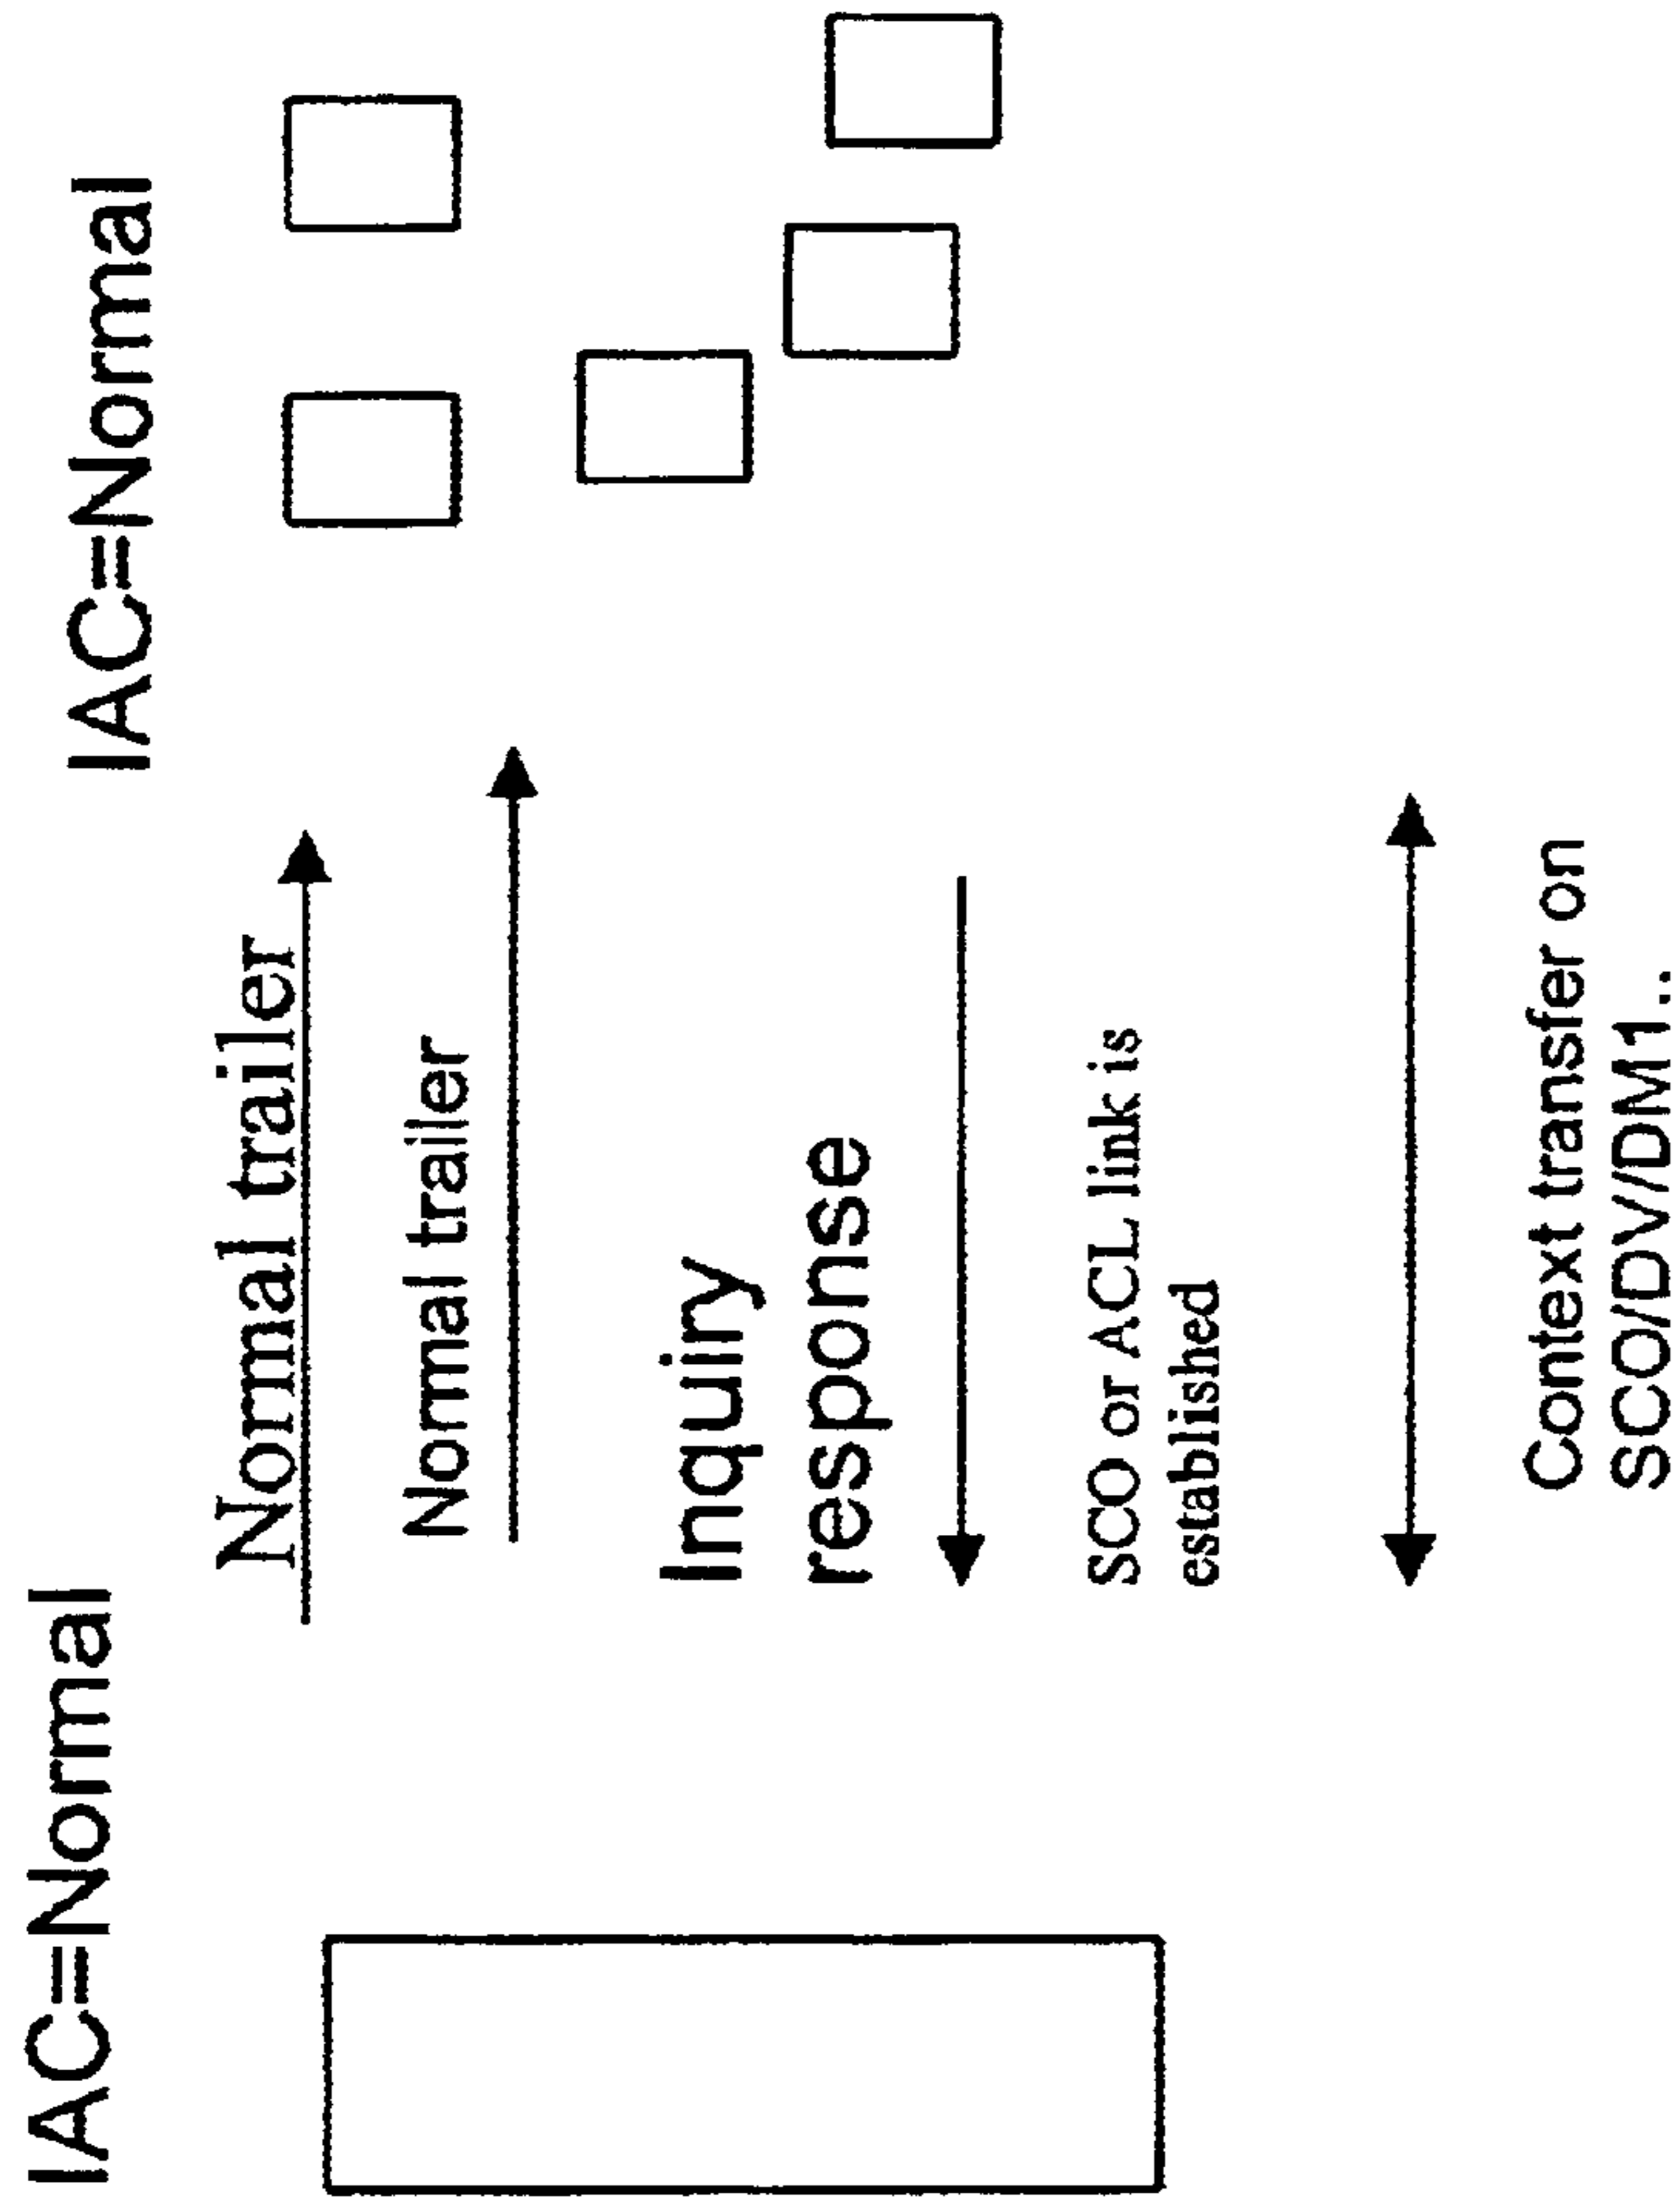 IAC=Normal
IAC=Normal
Normal trailer
Normal trailer
Inquiry
response
SCO or ACL link is
established
Context transfer on
SCO/DV/DM1..